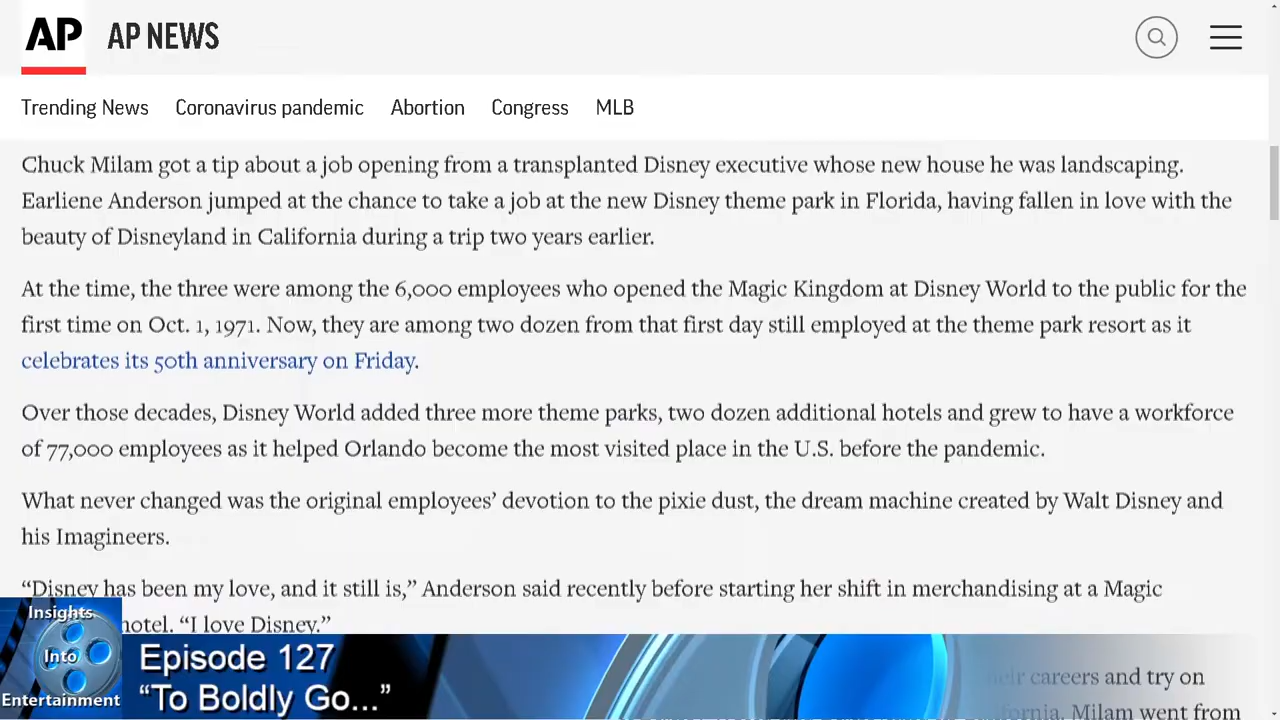 AP AP NEWS
Trending News Coronavirus pandemic Abortion Congress MLB
Chuck Milam got a tip about a job opening from a transplanted Disney executive whose new house he was landscaping.
Earliene Anderson jumped at the chance to take a job at the new Disney theme park in Florida, having fallen in love with the
beauty of Disneyland in California during a trip two years earlier.
At the time, the three were among the 6,000 employees who opened the Magic Kingdom at Disney World to the public for the
first time on Oct. 1, 1971. Now, they are among two dozen from that first day still employed at the theme park resort as it
celebrates its 50th anniversary on Friday.
Over those decades, Disney World added three more theme parks, two dozen additional hotels and grew to have a workforce
of 77,000 employees as it helped Orlando become the most visited place in the U.S. before the pandemic.
What never changed was the original employees’ devotion to the pixie dust, the dream machine created by Walt Disney and
his Imagineers.
“Disney has been my love, and it still is,” Anderson said recently before starting her shift in merchandising at a Magic
hotel. “I love Disney.”
careers and try on
Milam went from
Insights
Into
Entertainment
Episode 127
“To Boldly Go...”